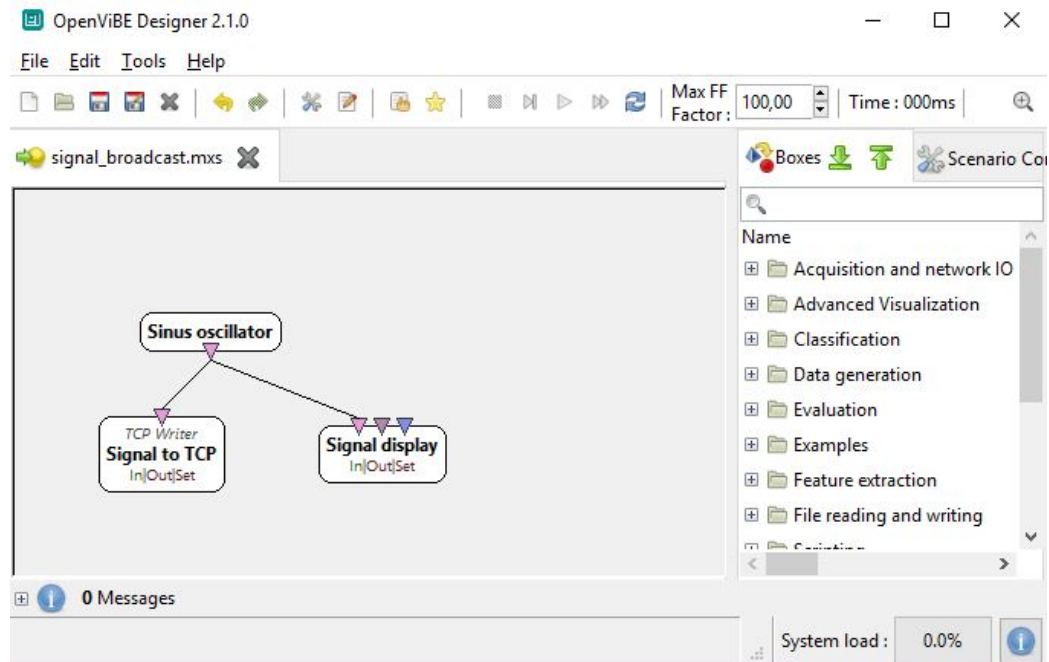 OpenViBE Designer 2.1.0
File Edit Tools Help
Max FF
Factor :
100,00
Time : 000ms
signal_broadcast.mxs
Boxes
Scenario Co
Name
Acquisition and network IO
Advanced Visualization
Classification
Data generation
Evaluation
Examples
Feature extraction
File reading and writing
Sinus oscillator
TCP Writer
Signal to TCP
In|Out|Set
Signal display
In|Out|Set
0 Messages
System load :
0.0%